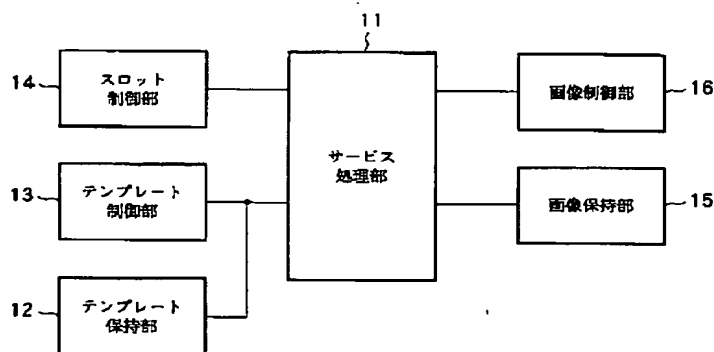 11
14
スロット
制御部
画像制御部
16
サービス
処理部
13
テンプレート
制御部
画像保持部
15
12
テンプレート
保持部